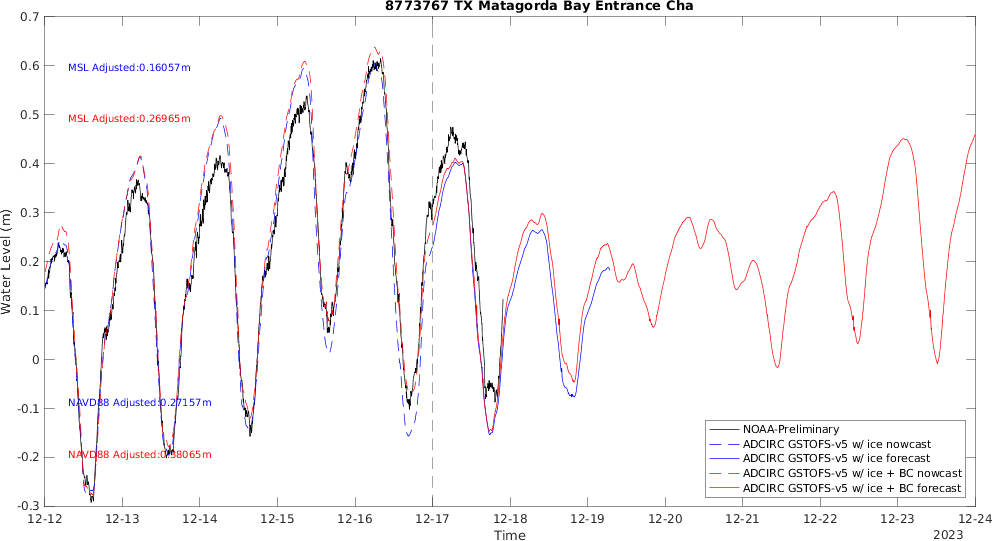 8773767 TX Matagorda Bay Entrance Cha
0.7
0.6
0.5
0.4
0.3
0.2
0.1
0
-0.1
-0.2
-0.3
Water Level (m)
MSL Adjusted:0.16057m
MSL Adjusted:0.26965m
NAVD88 Adjusted:0.27157m
NAVD88 Adjusted:0.38065m
NOAA-Preliminary
ADCIRC GSTOFS-v5 w/ ice nowcast
ADCIRC GSTOFS-v5 w/ ice forecast
ADCIRC GSTOFS-v5 w/ ice + BC nowcast
ADCIRC GSTOFS-v5 w/ ice + BC forecast
12-12 12-13 12-14 12-15 12-16 12-17 12-18 12-19 12-20 12-21 12-22 12-23 12-24
Time
2023